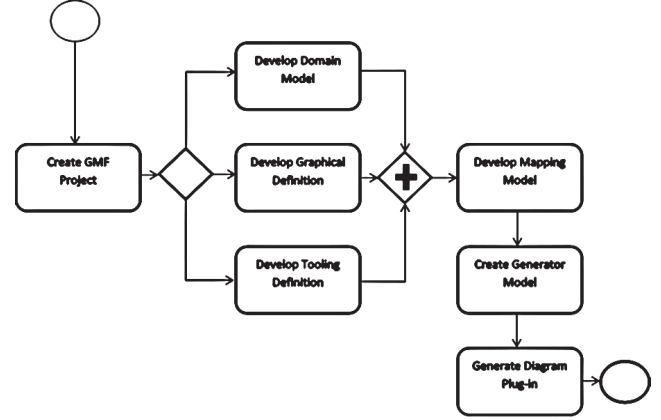 Develop Domain
Model
Create GMF
Project
Develop Graphical
Definition
Develop Mapping
Model
Develop Tooling
Definition
Create Generator
Model
Generate Diagram
Plug-in